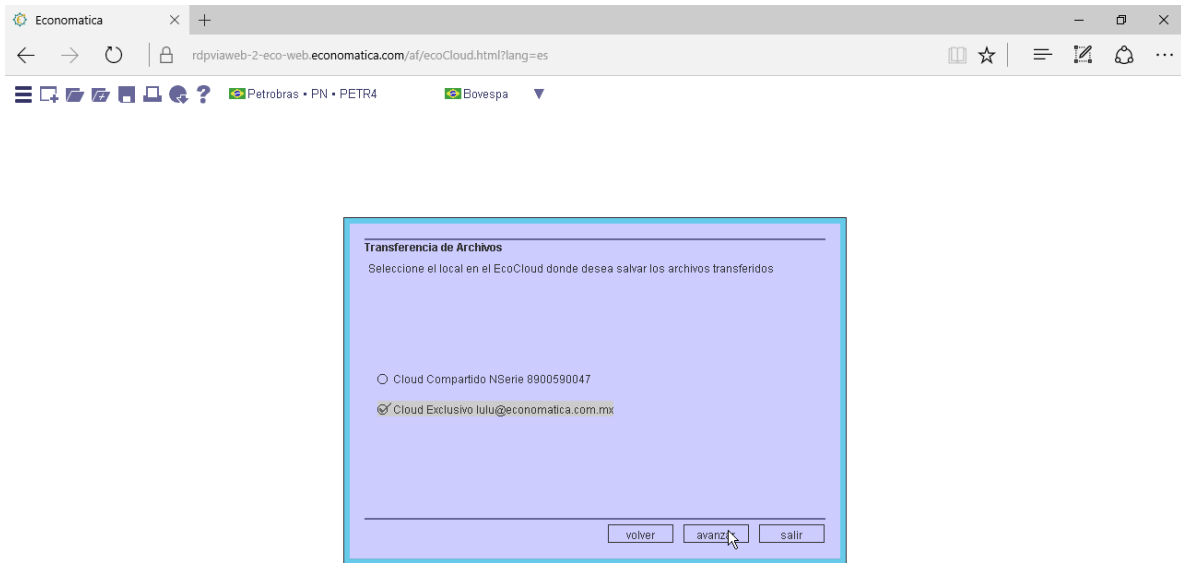 Economatica
rdpviaweb-2-eco-web.economatica.com/af/ecoCloud.html?lang=es
Petrobras • PN • PETR4 Bovespa
Transferencia de Archivos
Seleccione el local en el EcoCloud donde desea salvar los archivos transferidos
Cloud Compartido NSerie 8900590047
Cloud Exclusivo lulu@economatica.com.mx
volver avanzar salir